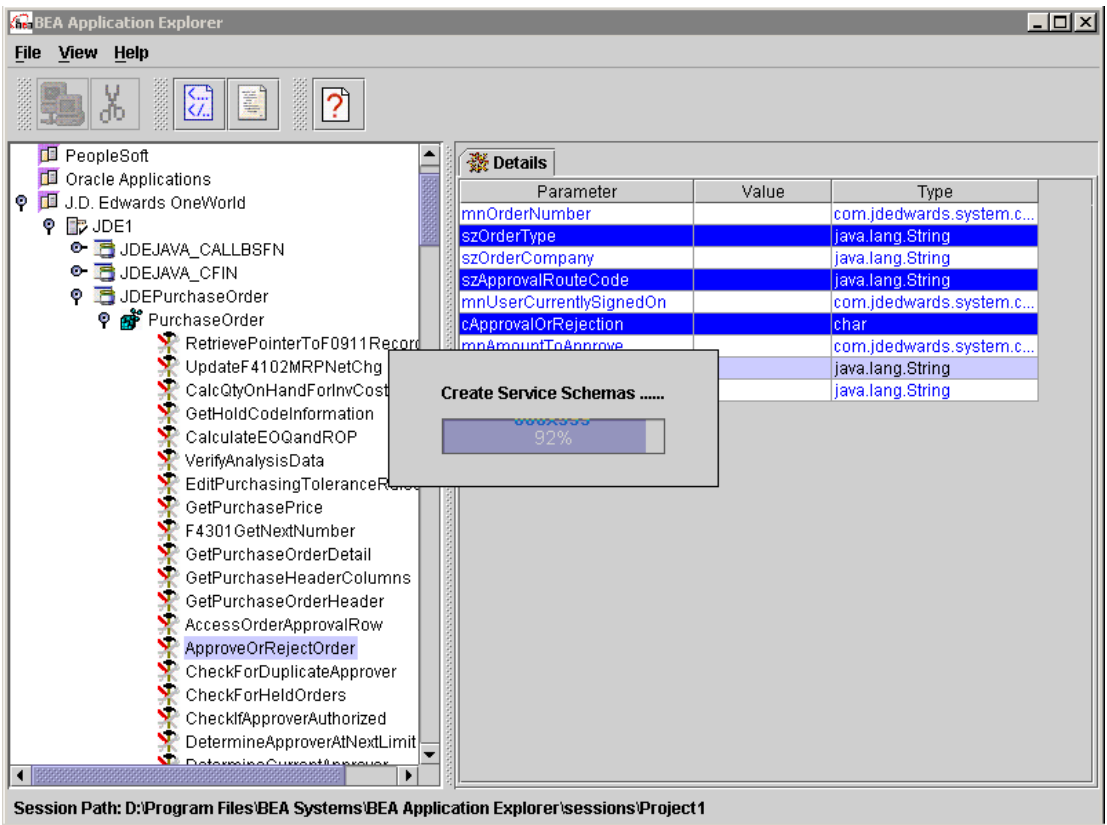 BEA Application Explorer
File View Help
PeopleSoft
Oracle Applications
J.D. Edwards OneWorld
JDE1
JDEJAVA_CALLBSFN
JDEJAVA_CFIN
JDEPurchaseOrder
PurchaseOrder
RetrievePointerToF0911Record
UpdateF4102MRPNetChg
CalcQtyOnHandForInvCost
GetHoldCodeInformation
CalculateEOQandROP
VerifyAnalysisData
EditPurchasingToleranceRules
GetPurchasePrice
F4301GetNextNumber
GetPurchaseOrderDetail
GetPurchaseHeaderColumns
GetPurchaseOrderHeader
AccessOrderApprovalRow
ApproveOrRejectOrder
CheckForDuplicateApprover
CheckForHeldOrders
CheckIfApproverAuthorized
DetermineApproverAtNextLimit
DetermineCurrentApprover
Details
Parameter Value Type
mnOrderNumber com.jdedwards.system.c...
szOrderType java.lang.String
szOrderCompany java.lang.String
szApprovalRouteCode java.lang.String
mnUserCurrentlySignedOn com.jdedwards.system.c...
cApprovalOrRejection char
mnAmountToApprove com.jdedwards.system.c...
java.lang.String
java.lang.String
Create Service Schemas ......
92%
Session Path: D:\Program Files\BEA Systems\BEA Application Explorer\sessions\Project1